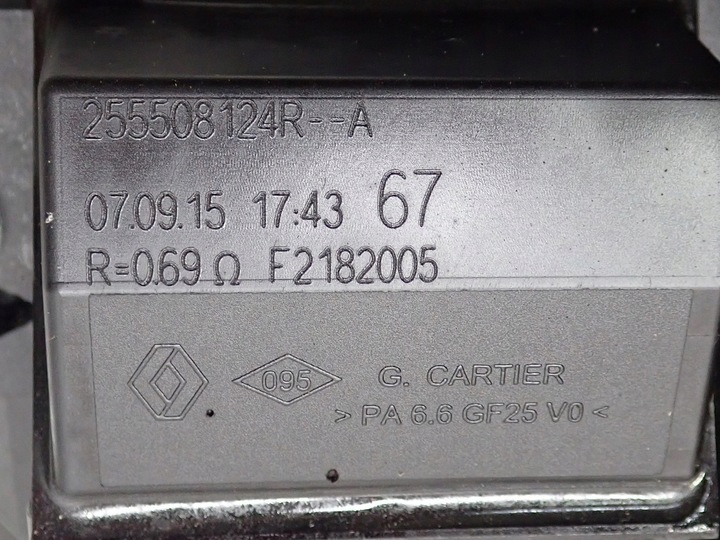 255508124R--A
07.09.15 17:43 67
R=0.69 Ω F2182005
095 G. CARTIER
>PA 6.6 GF25 V0<